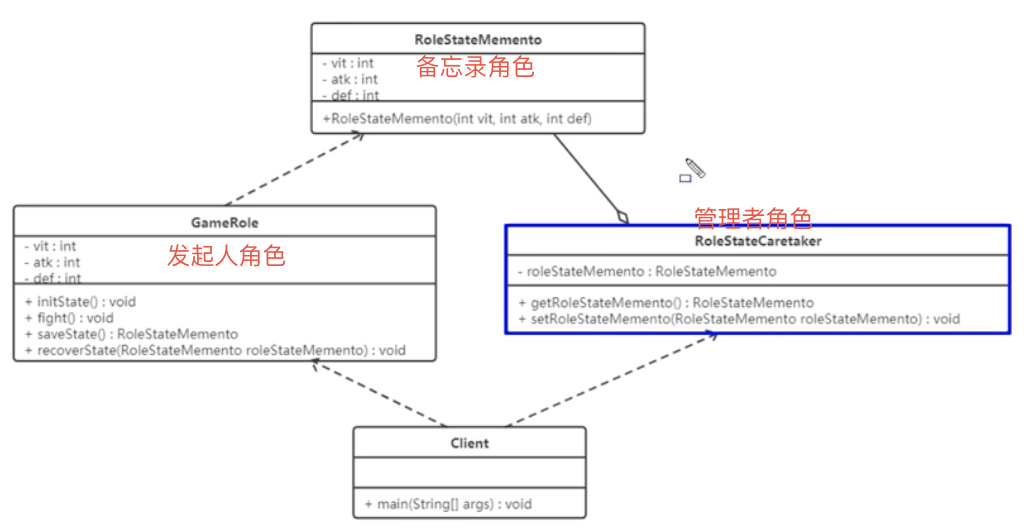 RoleStateMemento
- vit : int
备忘录角色
- atk : int
- def : int
+RoleStateMemento(int vit, int atk, int def)
GameRole
- vit : int
发起人角色
- atk : int
- def : int
+ initState() : void
+ fight() : void
+ saveState() : RoleStateMemento
+ recoverState(RoleStateMemento roleStateMemento) : void
管理者角色
RoleStateCaretaker
- roleStateMemento : RoleStateMemento
+ getRoleStateMemento() : RoleStateMemento
+ setRoleStateMemento(RoleStateMemento roleStateMemento) : void
Client
+ main(String[] args) : void